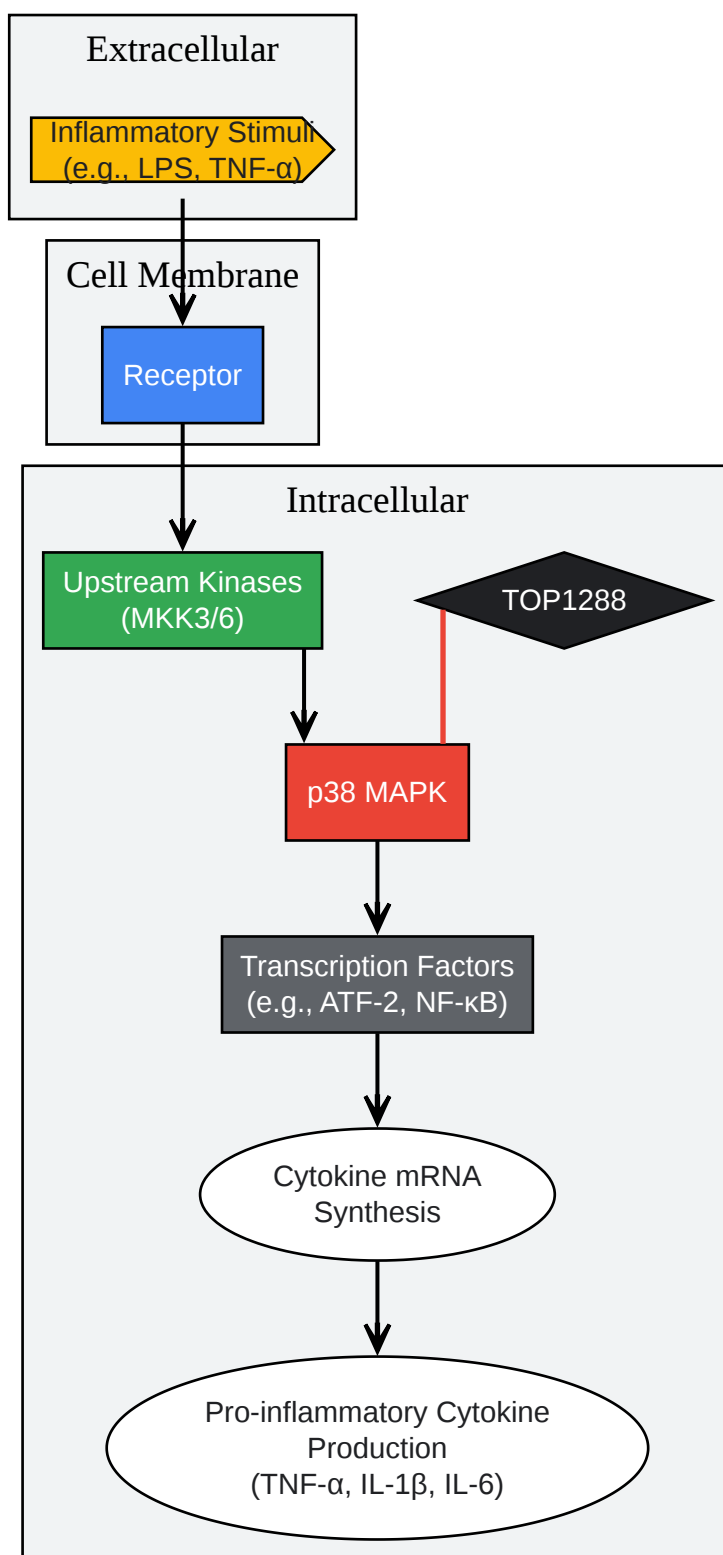 Extracellular
Inflammatory Stimuli
(e.g., LPS, TNF-α)
Cell Membrane
Receptor
Intracellular
Upstream Kinases
(MKK3/6)
TOP1288
p38 MAPK
Transcription Factors
(e.g., ATF-2, NF-κB)
Cytokine mRNA
Synthesis
Pro-inflammatory Cytokine
Production
(TNF-α, IL-1β, IL-6)